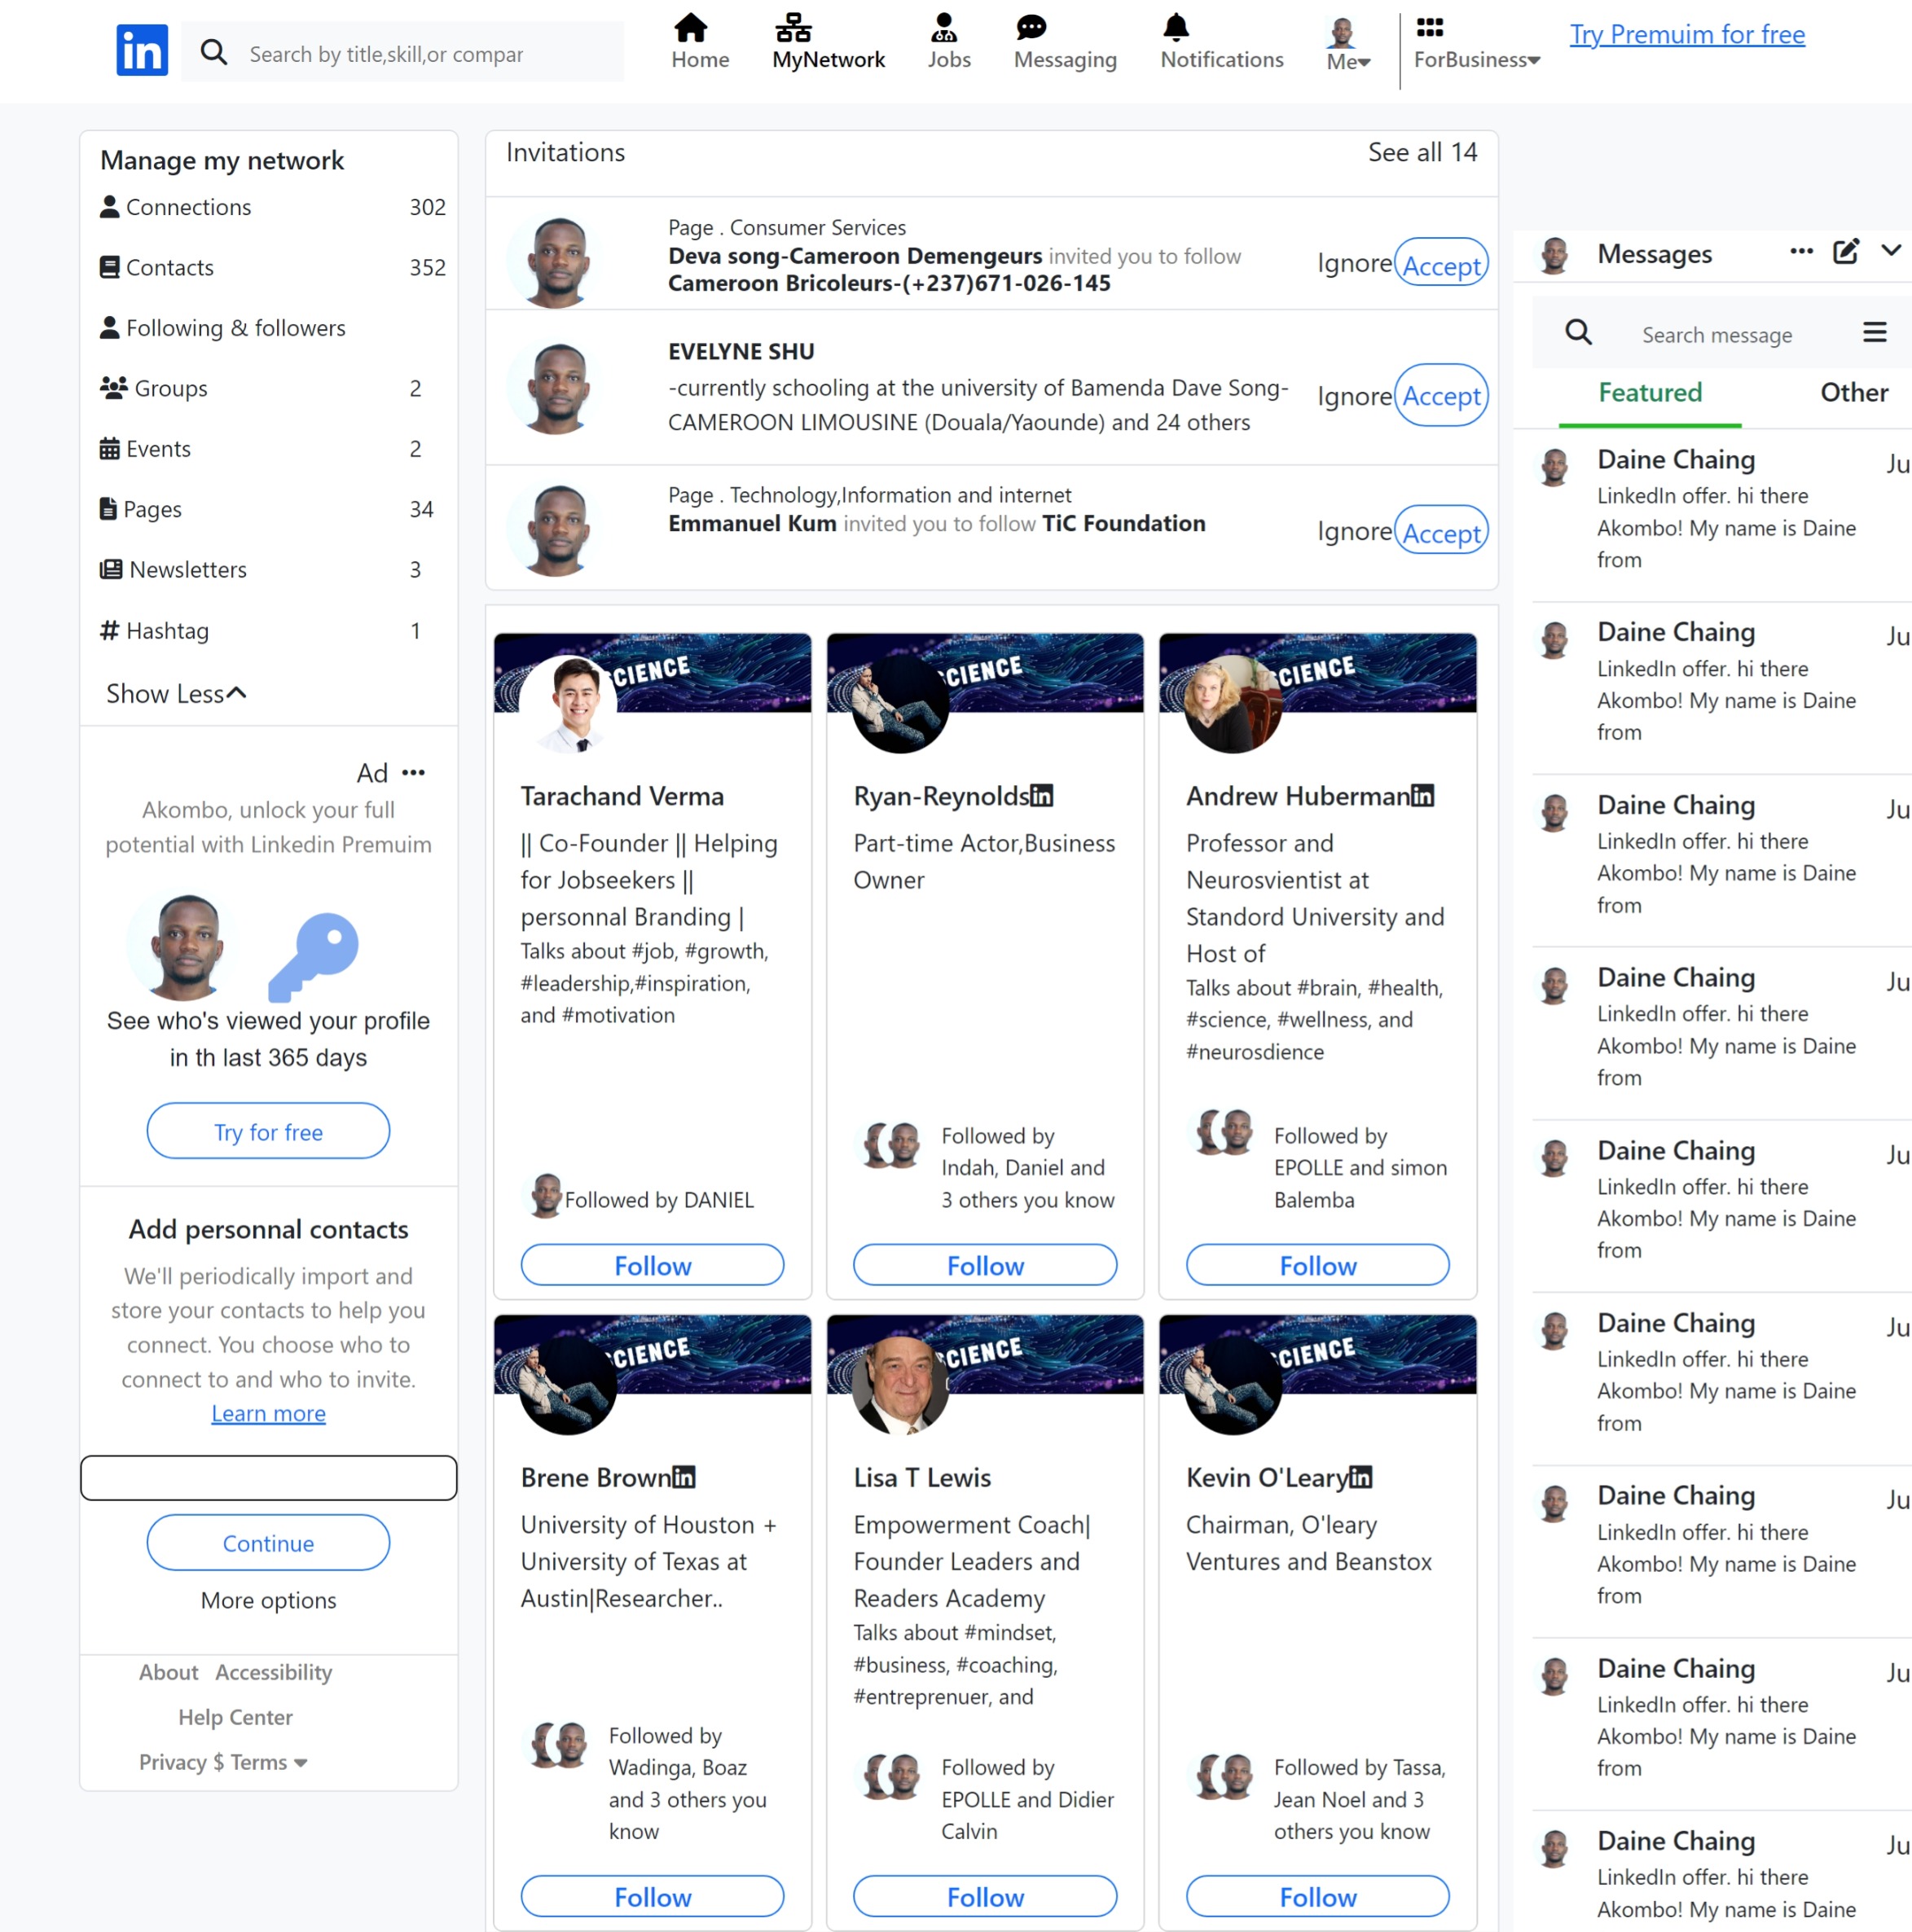 in
Search by title,skill,or compar
Home
MyNetwork
Jobs
Messaging
Notifications
Me
ForBusiness
Try Premuim for free
Manage my network
Connections 302
Contacts 352
Following & followers
Groups 2
Events 2
Pages 34
Newsletters 3
# Hashtag 1
Show Less
Ad •••
Akombo, unlock your full
potential with Linkedin Premuim
See who's viewed your profile
in th last 365 days
Try for free
Add personnal contacts
We'll periodically import and
store your contacts to help you
connect. You choose who to
connect to and who to invite.
Learn more
Continue
More options
About Accessibility
Help Center
Privacy $ Terms
Invitations See all 14
Page . Consumer Services
Deva song-Cameroon Demengeurs invited you to follow
Cameroon Bricoleurs-(+237)671-026-145
Ignore Accept
EVELYNE SHU
-currently schooling at the university of Bamenda Dave Song-
CAMEROON LIMOUSINE (Douala/Yaounde) and 24 others
Ignore Accept
Page . Technology,Information and internet
Emmanuel Kum invited you to follow TiC Foundation
Ignore Accept
CIENCE
Tarachand Verma
|| Co-Founder || Helping
for Jobseekers ||
personnal Branding |
Talks about #job, #growth,
#leadership,#inspiration,
and #motivation
Followed by DANIEL
Follow
CIENCE
Ryan-Reynolds in
Part-time Actor,Business
Owner
Followed by
Indah, Daniel and
3 others you know
Follow
CIENCE
Andrew Huberman in
Professor and
Neurosvientist at
Standord University and
Host of
Talks about #brain, #health,
#science, #wellness, and
#neurosdience
Followed by
EPOLLE and simon
Balemba
Follow
CIENCE
Brene Brown in
University of Houston +
University of Texas at
Austin|Researcher..
Followed by
Wadinga, Boaz
and 3 others you
know
Follow
CIENCE
Lisa T Lewis
Empowerment Coach|
Founder Leaders and
Readers Academy
Talks about #mindset,
#business, #coaching,
#entreprenuer, and
Followed by
EPOLLE and Didier
Calvin
Follow
CIENCE
Kevin O'Leary in
Chairman, O'leary
Ventures and Beanstox
Followed by Tassa,
Jean Noel and 3
others you know
Follow
Messages •••
Search message
Featured Other
Daine Chaing Ju
LinkedIn offer. hi there
Akombo! My name is Daine
from
Daine Chaing Ju
LinkedIn offer. hi there
Akombo! My name is Daine
from
Daine Chaing Ju
LinkedIn offer. hi there
Akombo! My name is Daine
from
Daine Chaing Ju
LinkedIn offer. hi there
Akombo! My name is Daine
from
Daine Chaing Ju
LinkedIn offer. hi there
Akombo! My name is Daine
from
Daine Chaing Ju
LinkedIn offer. hi there
Akombo! My name is Daine
from
Daine Chaing Ju
LinkedIn offer. hi there
Akombo! My name is Daine
from
Daine Chaing Ju
LinkedIn offer. hi there
Akombo! My name is Daine
from
Daine Chaing Ju
LinkedIn offer. hi there
Akombo! My name is Daine